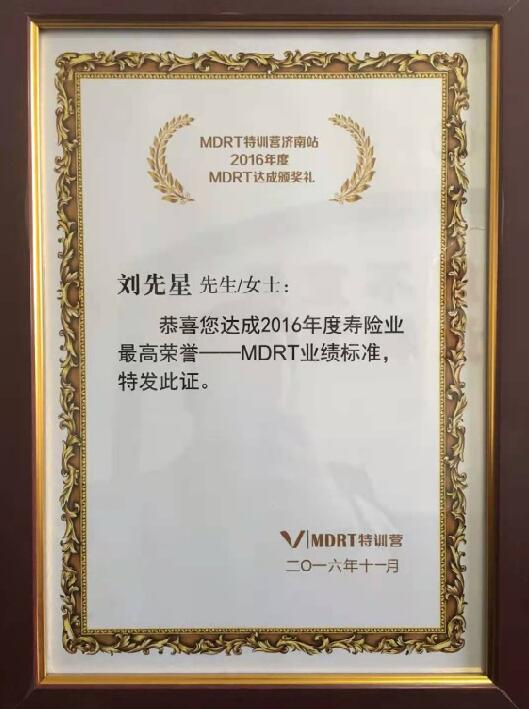 MDRT特训营济南站
2016年度
MDRT达成颁奖礼
刘先星 先生/女士：
恭喜您达成2016年度寿险业
最高荣誉——MDRT业绩标准，
特发此证。
MDRT特训营
二〇一六年十一月